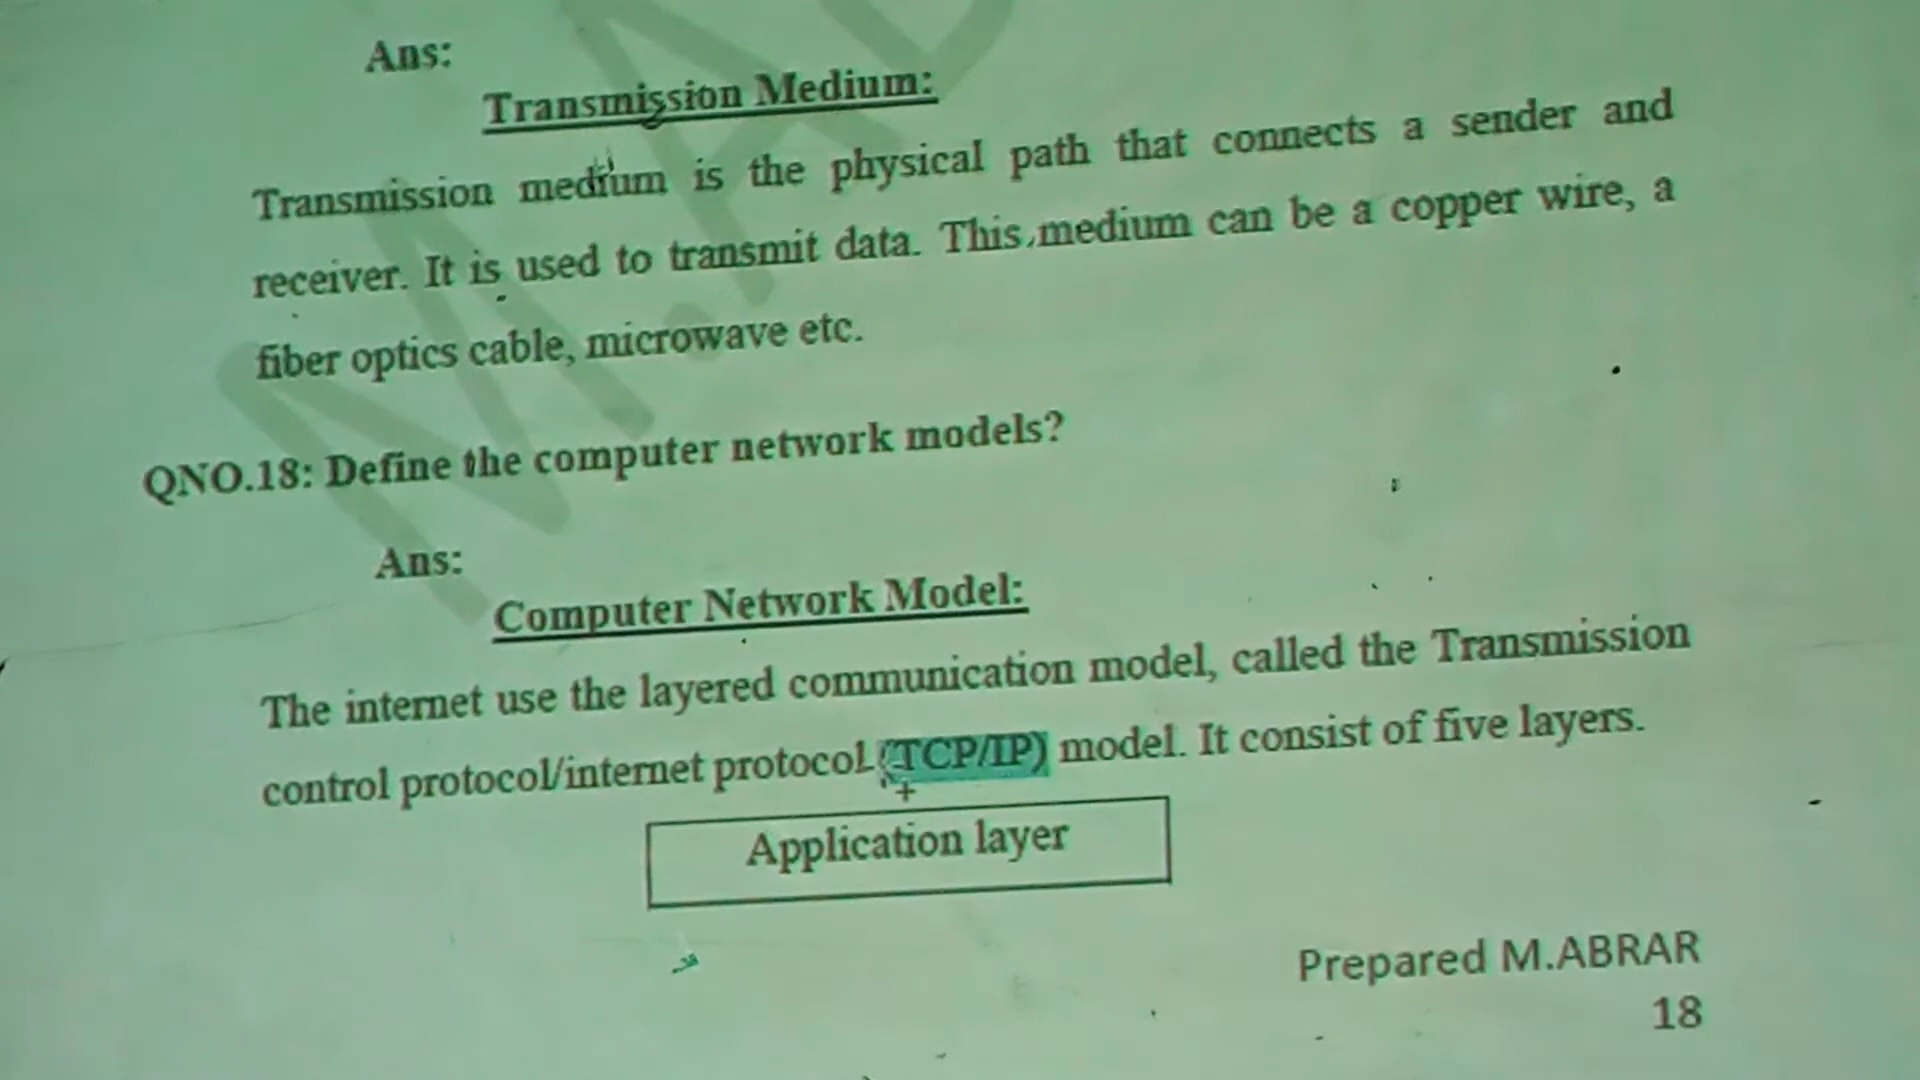 Ans:
Transmission Medium:
Transmission medium is the physical path that connects a sender and
receiver. It is used to transmit data. This medium can be a copper wire, a
fiber optics cable, microwave etc.
QNO.18: Define the computer network models?
Ans:
Computer Network Model:
The internet use the layered communication model, called the Transmission
control protocol/internet protocol (TCP/IP) model. It consist of five layers.
Application layer
Prepared M.ABRAR
18